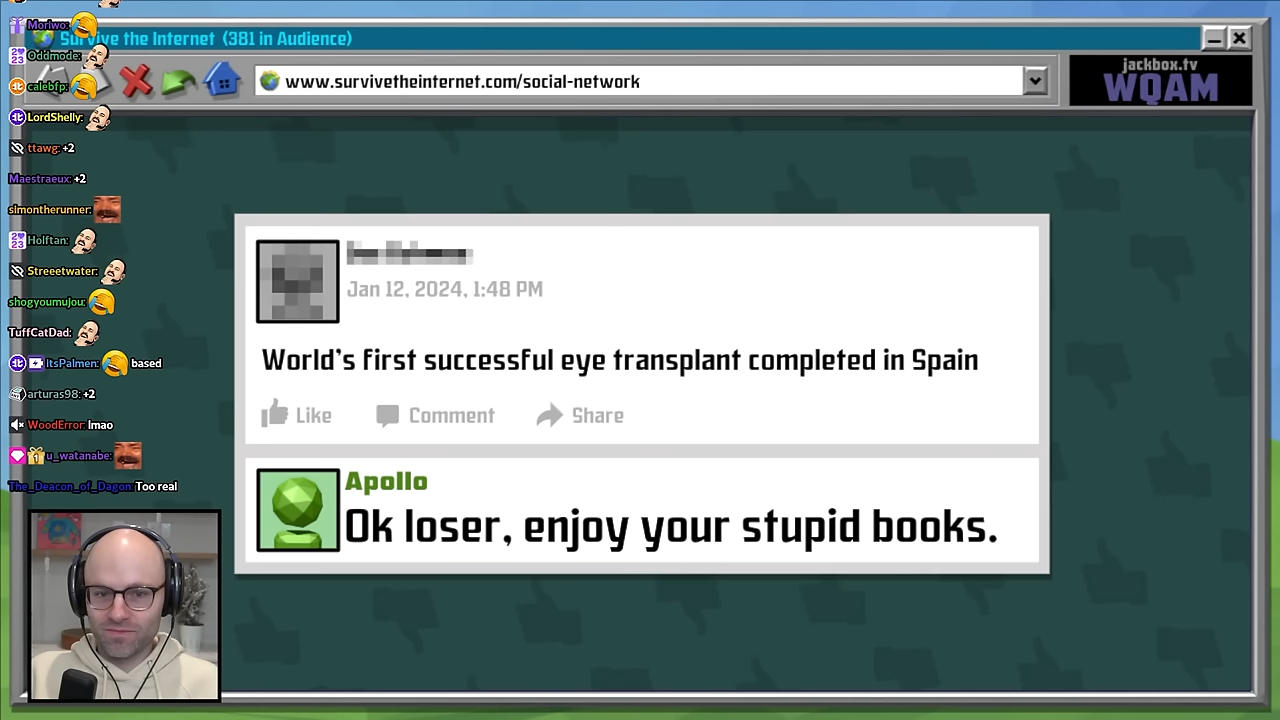 Moriwo:
Survive the Internet (381 in Audience)
Oddmode:
calebfp:
www.survivetheinternet.com/social-network
jackbox.tv
WQAM
LordShelly:
ttawg: +2
Maestraeux: +2
slmontherunner:
Holftan:
Streeetwater:
shogyoumujou:
TuffCatDad:
ItsPalmen: based
arturas98: +2
WoodError: lmao
u_watanabe:
The_Deacon_of_Dagon: Too real
Jan 12, 2024, 1:48 PM
World's first successful eye transplant completed in Spain
Like Comment Share
Apollo
Ok loser, enjoy your stupid books.